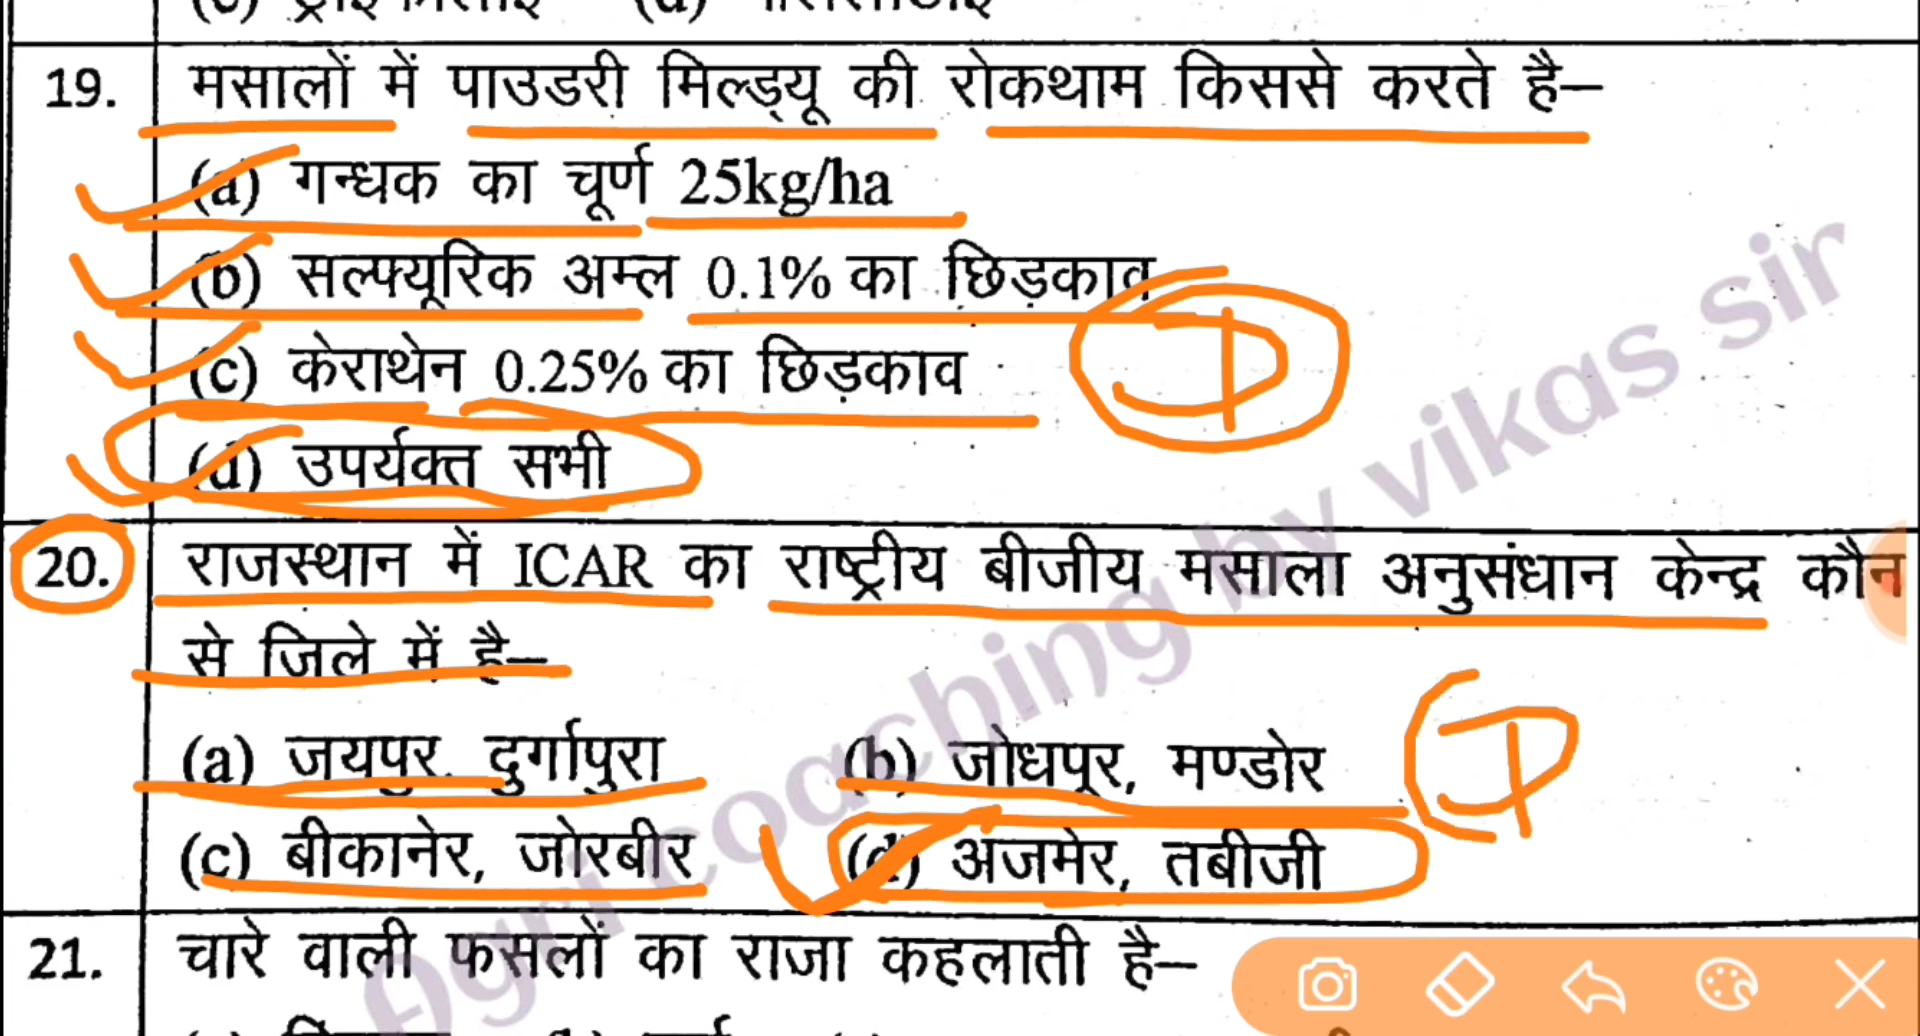 19. मसालों में पाउडरी मिल्ड्यू की रोकथाम किससे करते है–
(a) गन्धक का चूर्ण 25kg/ha
(b) सल्फ्यूरिक अम्ल 0.1% का छिड़काव
(c) केराथेन 0.25% का छिड़काव
(d) उपर्यक्त सभी
D
20. राजस्थान में ICAR का राष्ट्रीय बीजीय मसाला अनुसंधान केन्द्र कौन
से जिले में है–
(a) जयपुर, दुर्गापुरा (b) जोधपूर, मण्डोर
D
(c) बीकानेर, जोरबीर (d) अजमेर, तबीजी
21. चारे वाली फसलों का राजा कहलाती है–
Agri coaching by vikas sir